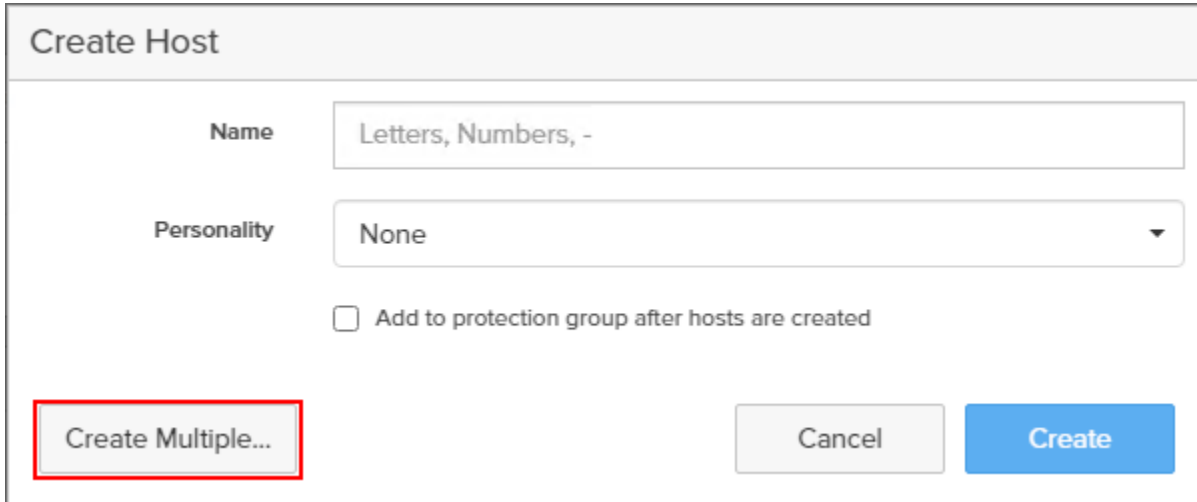 Create Host
Name
Letters, Numbers, -
Personality
None
Add to protection group after hosts are created
Create Multiple...
Cancel
Create